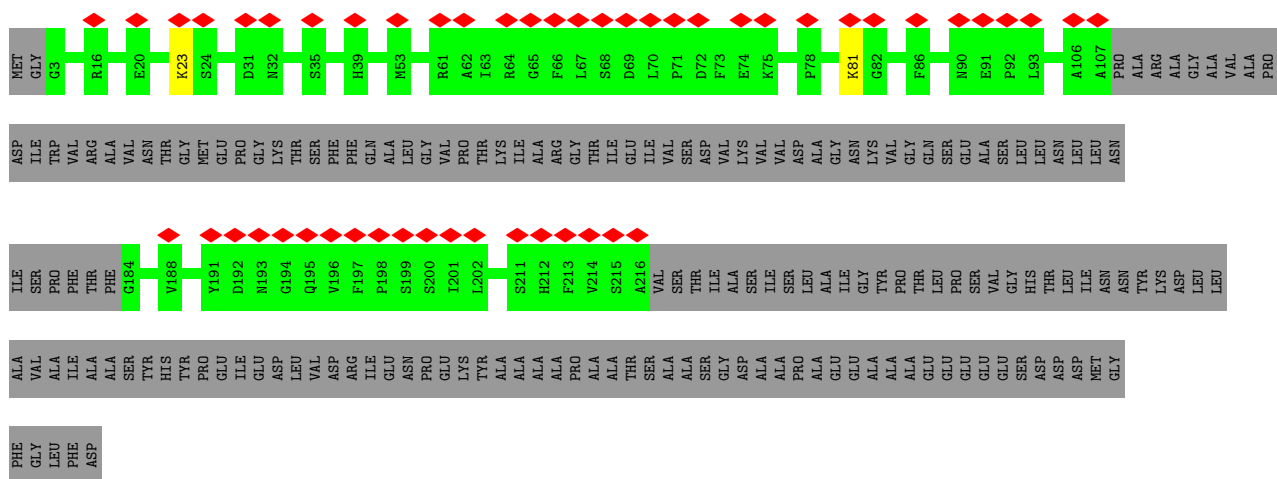 MET GLY G3 R16 E20 K23 S24 D31 N32 S35 H39 M53 R61 A62 I63 R64 G65 F66 L67 S68 D69 L70 P71 D72 F73 E74 K75 P78 K81 G82 F86 N90 E91 P92 L93 A106 A107 PRO ALA ARG ALA GLY ALA VAL ALA PRO
ASP ILE TRP VAL ARG ALA VAL ASN THR GLY MET GLU PRO GLY LYS THR SER PHE PHE GLN ALA LEU GLY VAL PRO THR LYS ILE ALA ARG GLY THR ILE GLU ILE VAL SER ASP VAL LYS VAL VAL ASP ALA GLY ASN LYS VAL GLY GLN SER GLU ALA SER LEU LEU ASN LEU LEU ASN
ILE SER PRO PHE THR PHE G184 V188 Y191 D192 N193 G194 Q195 V196 F197 P198 S199 S200 I201 L202 S211 H212 F213 V214 S215 A216 VAL SER THR ILE ALA SER ILE SER LEU ALA ILE GLY TYR PRO THR LEU PRO SER VAL GLY HIS THR LEU ILE ASN ASN TYR LYS ASP LEU LEU
ALA VAL ALA ILE ALA ALA SER TYR HIS TYR PRO GLU ILE GLU ASP LEU VAL ASP ARG ILE GLU ASN PRO GLU LYS TYR ALA ALA ALA ALA PRO ALA ALA THR SER ALA ALA SER GLY ASP ALA ALA PRO ALA GLU GLU ALA ALA ALA GLU GLU GLU GLU GLU SER ASP ASP ASP MET GLY
PHE GLY LEU PHE ASP